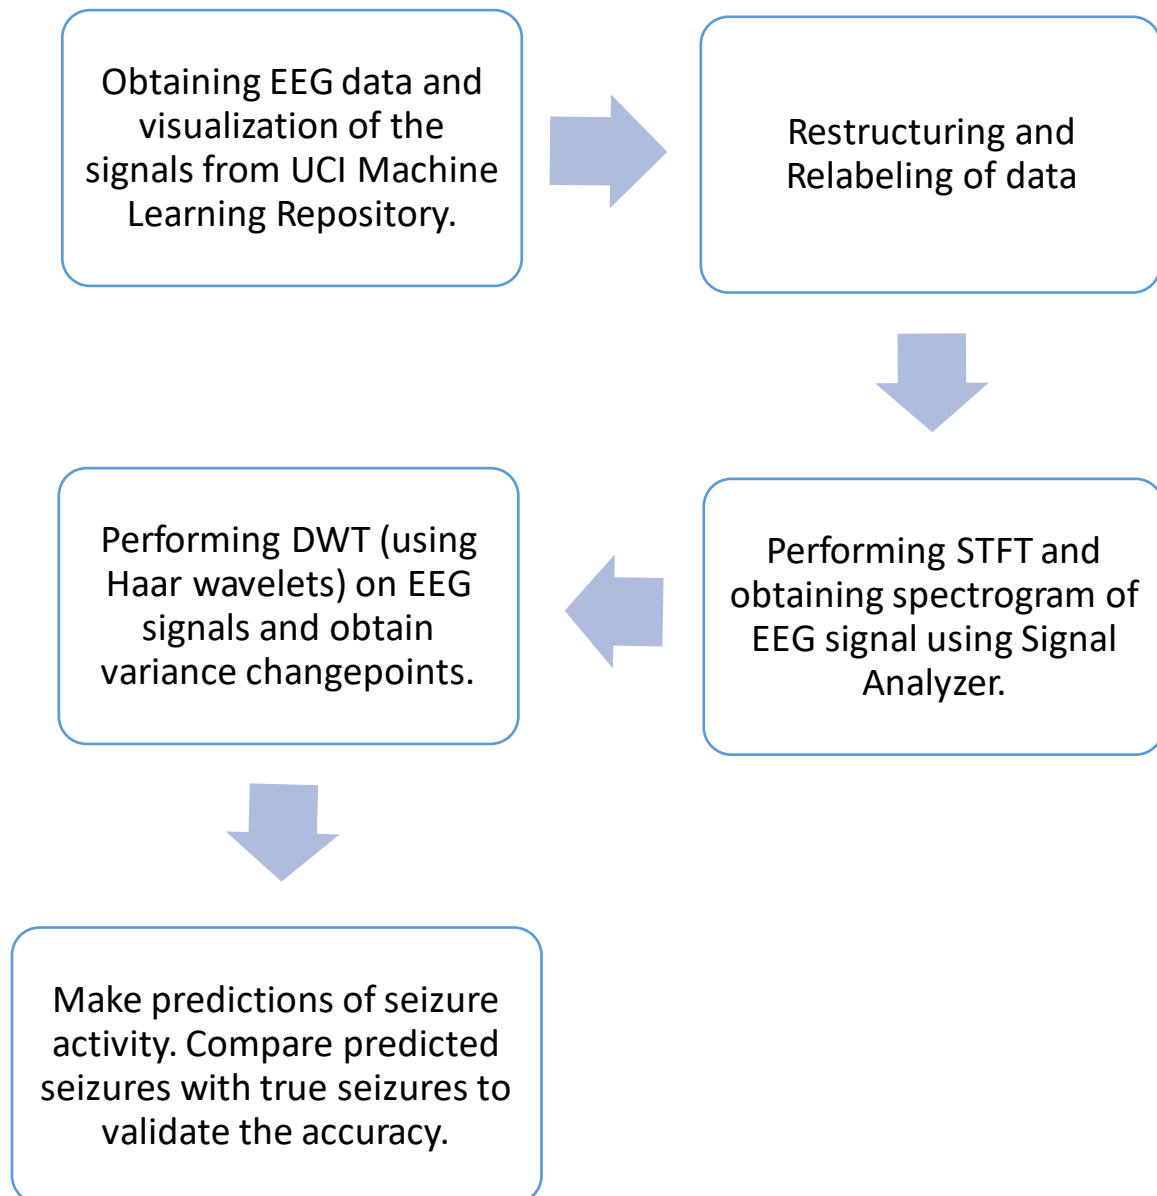 Obtaining EEG data and
visualization of the
signals from UCI Machine
Learning Repository.
Restructuring and
Relabeling of data
Performing STFT and
obtaining spectrogram of
EEG signal using Signal
Analyzer.
Performing DWT (using
Haar wavelets) on EEG
signals and obtain
variance changepoints.
Make predictions of seizure
activity. Compare predicted
seizures with true seizures to
validate the accuracy.